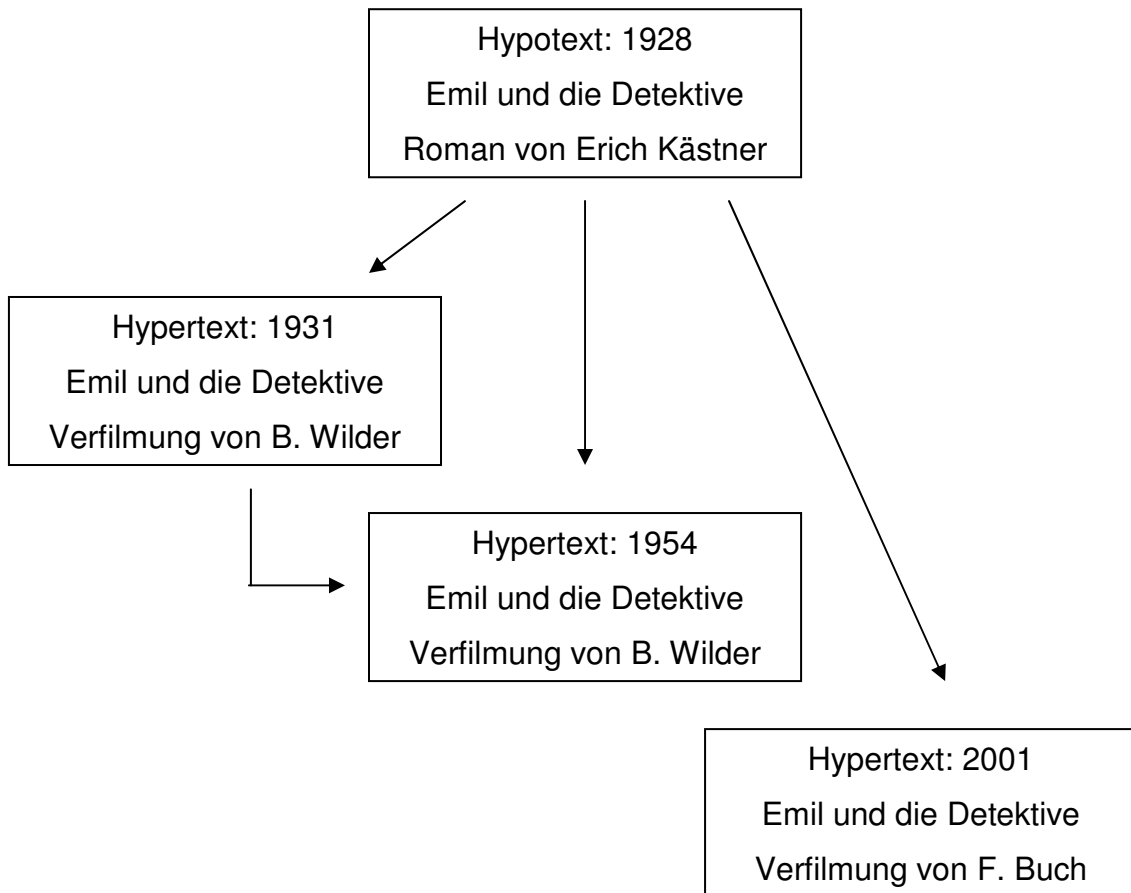 Hypotext: 1928
Emil und die Detektive
Roman von Erich Kästner
Hypertext: 1931
Emil und die Detektive
Verfilmung von B. Wilder
Hypertext: 1954
Emil und die Detektive
Verfilmung von B. Wilder
Hypertext: 2001
Emil und die Detektive
Verfilmung von F. Buch